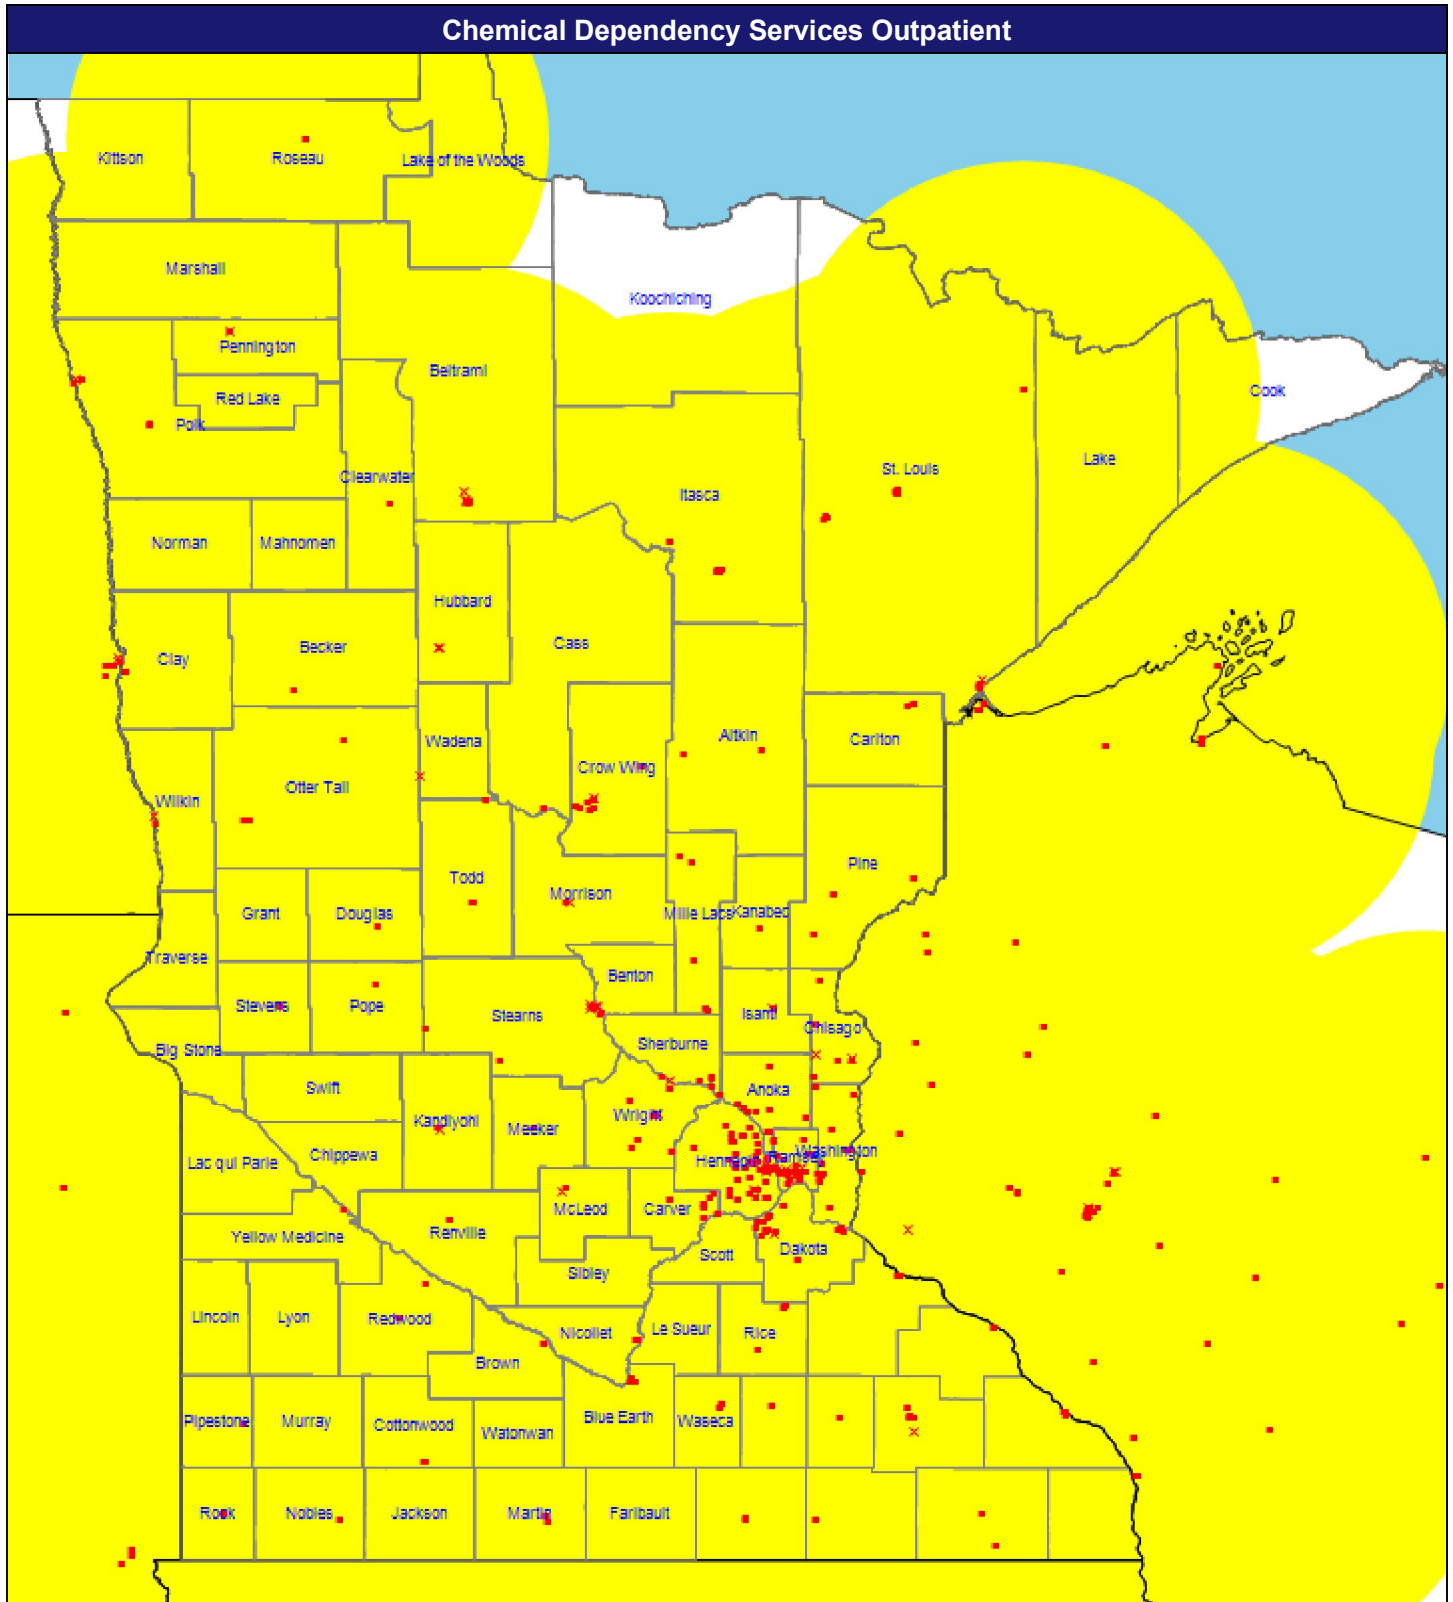 Chemical Dependency Services Outpatient
Kittson
Roseau
Lake of the Woods
Marshall
Koochiching
Pennington
Beltrami
Red Lake
Cook
Polk
Clearwater
St. Louis
Lake
Itasca
Norman
Mahnomen
Hubbard
Cass
Clay
Becker
Wadena
Aitkin
Carlton
Crow Wing
Otter Tail
Wilkin
Pine
Todd
Morrison
Grant
Douglas
Mille Lacs
Kanabec
Traverse
Benton
Stevens
Pope
Stearns
Isanti
Chisago
Sherburne
Big Stone
Swift
Anoka
Kandiyohi
Meeker
Wright
Chippewa
Washington
Lac qui Parle
Hennepin
Ramsey
McLeod
Carver
Renville
Yellow Medicine
Scott
Dakota
Sibley
Lincoln
Lyon
Redwood
Nicollet
Le Sueur
Rice
Brown
Pipestone
Murray
Cottonwood
Watonwan
Blue Earth
Waseca
Rock
Nobles
Jackson
Martin
Faribault